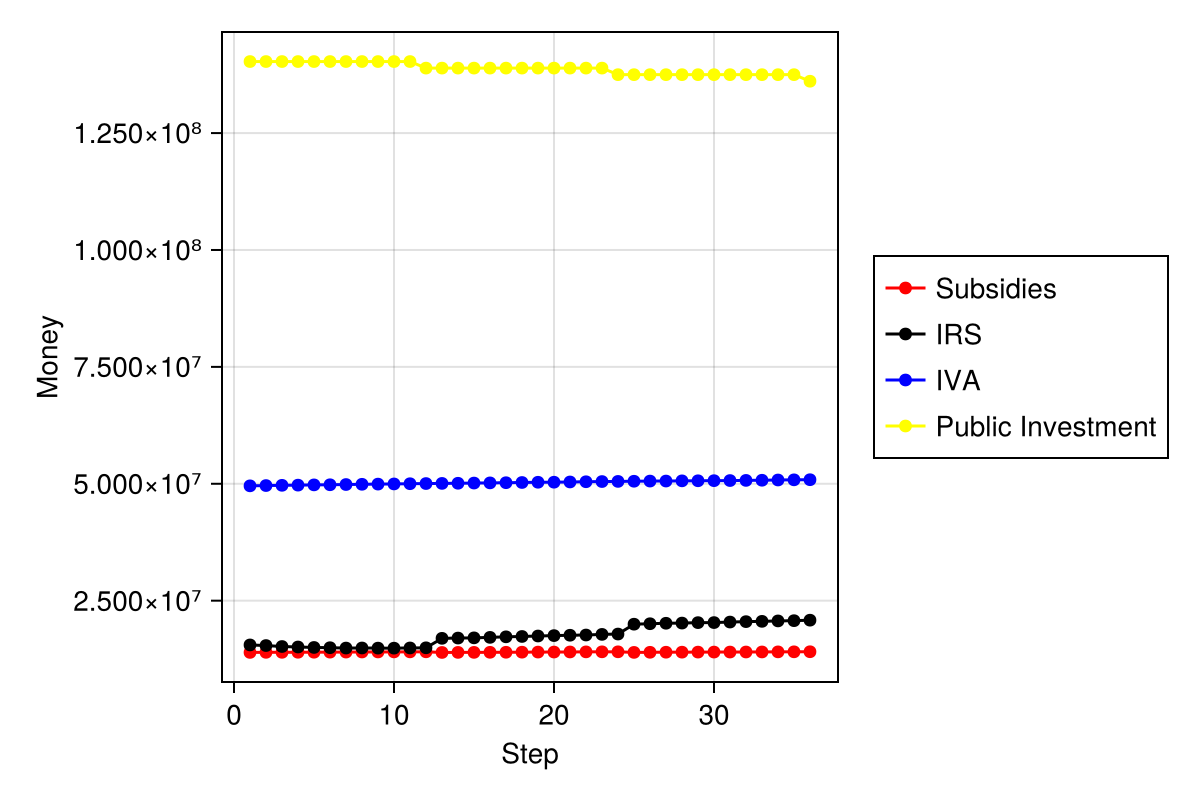 1.250×10⁸
1.000×10⁸
7.500×10⁷
5.000×10⁷
2.500×10⁷
Money
0 10 20 30
Step
Subsidies
IRS
IVA
Public Investment